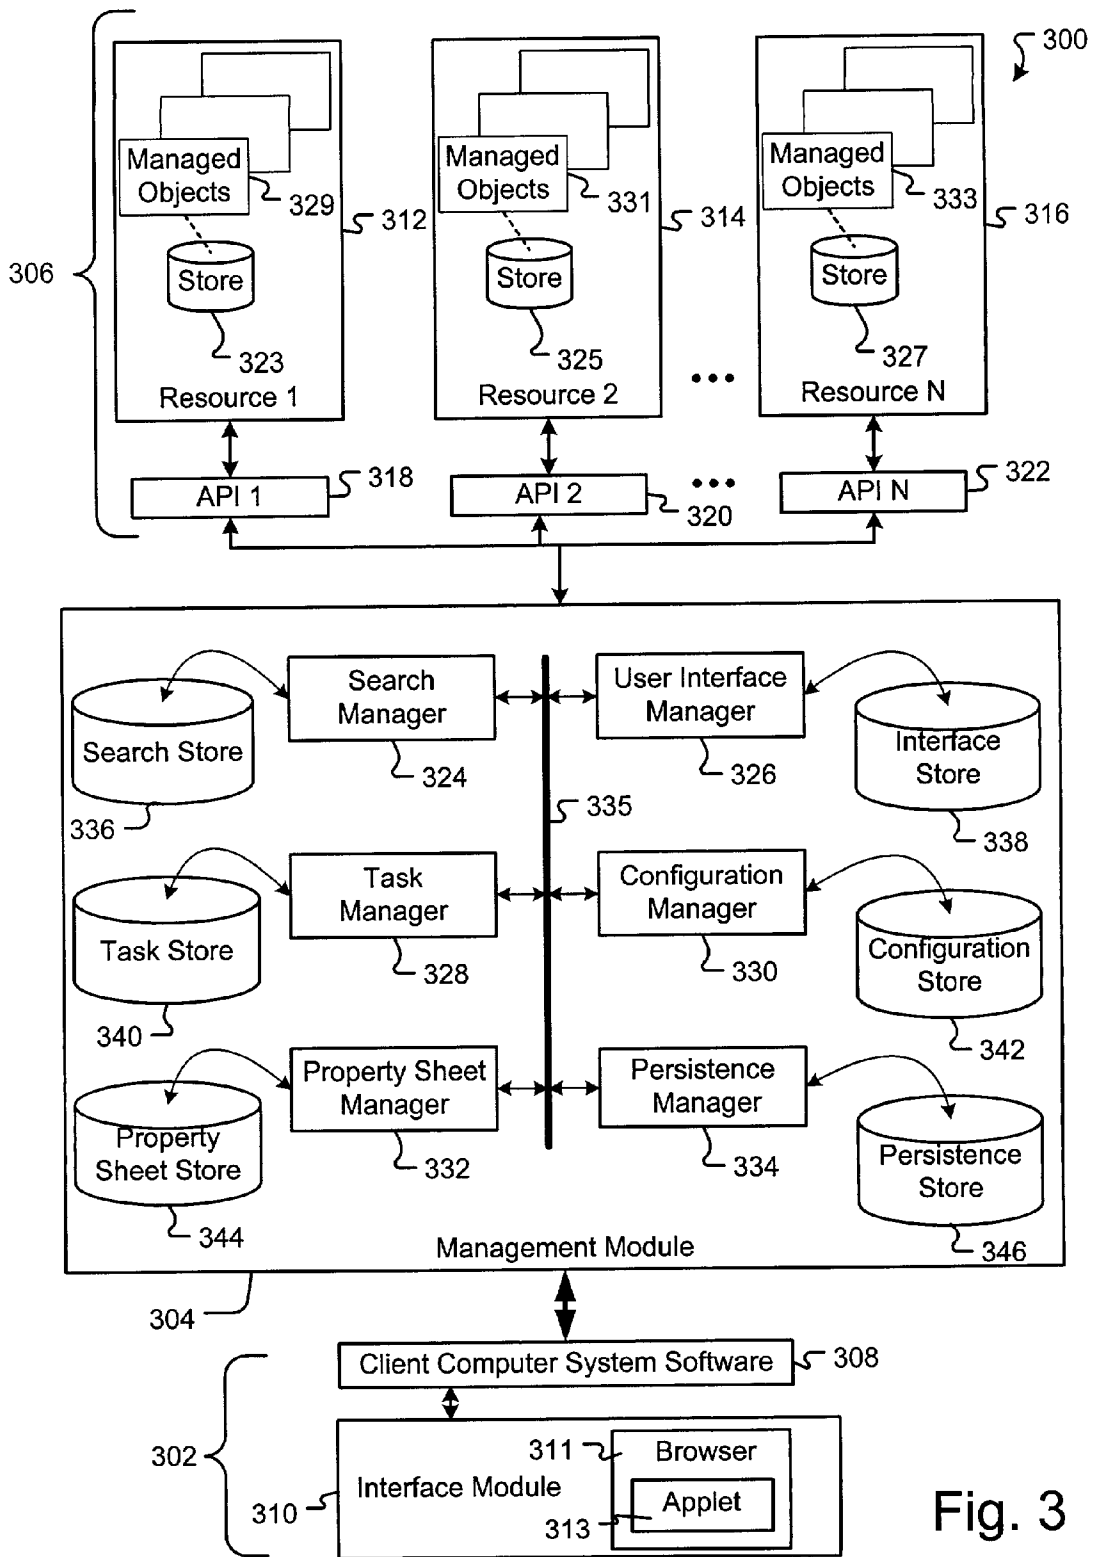 300
306
Managed
Objects
329
312
Store
323
Resource 1
Managed
Objects
331
314
Store
325
Resource 2
...
Managed
Objects
333
316
Store
327
Resource N
API 1
318
API 2
320
...
API N
322
Search
Manager
324
User Interface
Manager
326
Search Store
336
335
Interface
Store
338
Task
Manager
328
Configuration
Manager
330
Task Store
340
Configuration
Store
342
Property Sheet
Manager
332
Persistence
Manager
334
Property
Sheet Store
344
Persistence
Store
346
Management Module
304
Client Computer System Software
308
302
311
Browser
Interface Module
310
Applet
313
Fig. 3